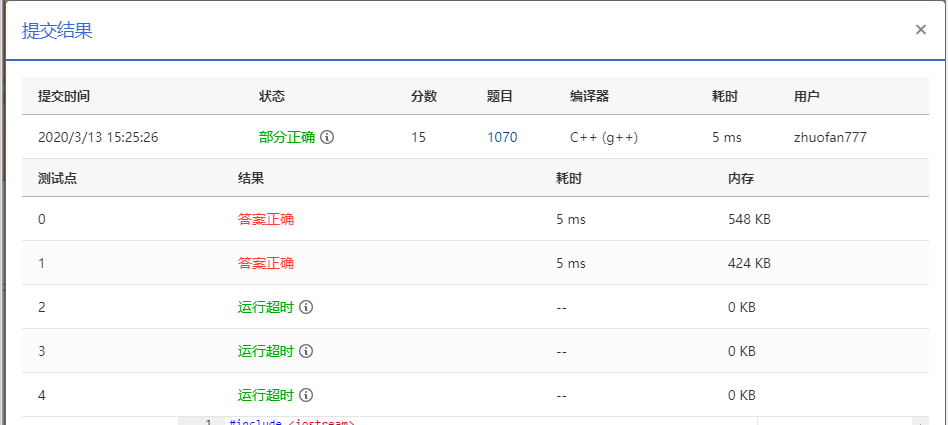 提交结果 ×
提交时间 状态 分数 题目 编译器 耗时 用户
2020/3/13 15:25:26 部分正确 15 1070 C++ (g++) 5 ms zhuofan777
测试点 结果 耗时 内存
0 答案正确 5 ms 548 KB
1 答案正确 5 ms 424 KB
2 运行超时 -- 0 KB
3 运行超时 -- 0 KB
4 运行超时 -- 0 KB
1 #include <iostream>